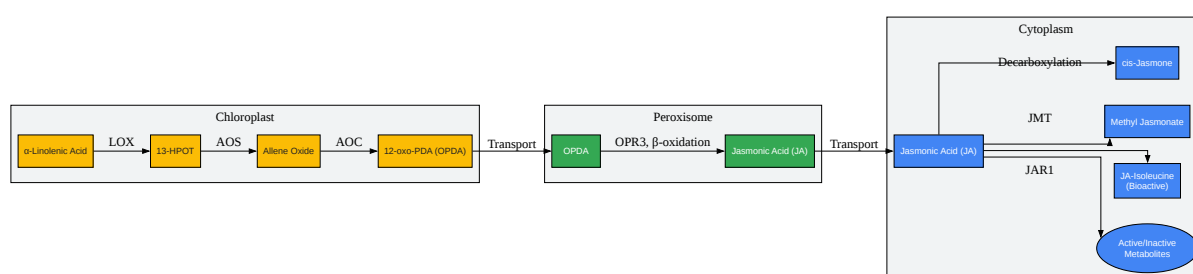 Chloroplast
α-Linolenic Acid
LOX
13-HPOT
AOS
Allene Oxide
AOC
12-oxo-PDA (OPDA)
Transport
Peroxisome
OPDA
OPR3, β-oxidation
Jasmonic Acid (JA)
Transport
Cytoplasm
Jasmonic Acid (JA)
Decarboxylation
cis-Jasmone
JMT
Methyl Jasmonate
JAR1
JA-Isoleucine
(Bioactive)
Active/Inactive
Metabolites